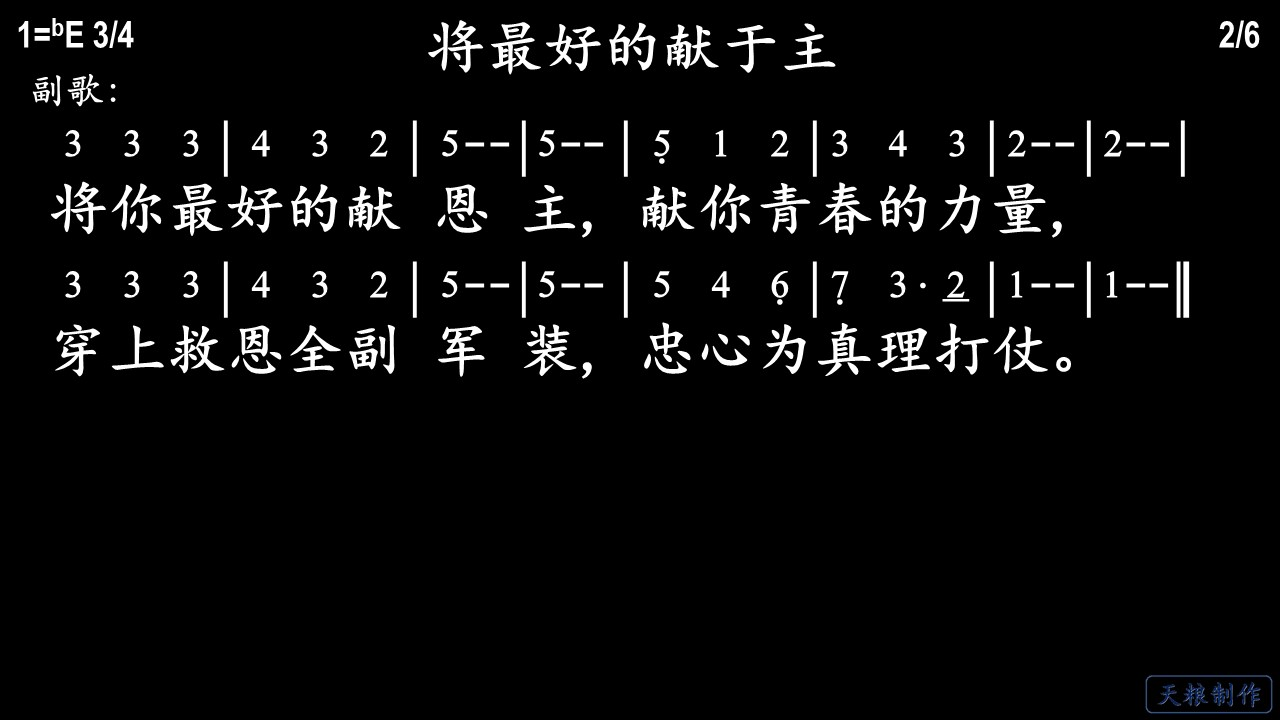 1=ᵇE 3/4 将最好的献于主 2/6
副歌：
3 3 3 | 4 3 2 | 5-- | 5-- | 5̣ 1 2 | 3 4 3 | 2-- | 2-- |
将你最好的献 恩 主, 献你青春的力量,
3 3 3 | 4 3 2 | 5-- | 5-- | 5 4 6̣ | 7̣ 3· 2̲ | 1-- | 1-- ‖
穿上救恩全副 军 装, 忠心为真理打仗。
天粮制作